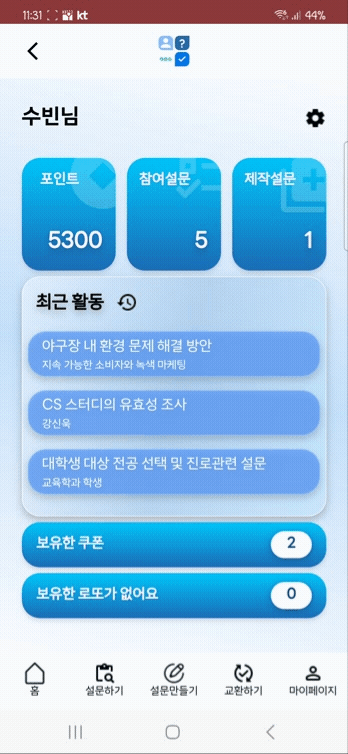 11:31 kt 44%
수빈님
포인트 참여설문 제작설문
5300 5 1
최근 활동
야구장 내 환경 문제 해결 방안
지속 가능한 소비자와 녹색 마케팅
CS 스터디의 유효성 조사
강신욱
대학생 대상 전공 선택 및 진로관련 설문
교육학과 학생
보유한 쿠폰 2
보유한 로또가 없어요 0
홈 설문하기 설문만들기 교환하기 마이페이지